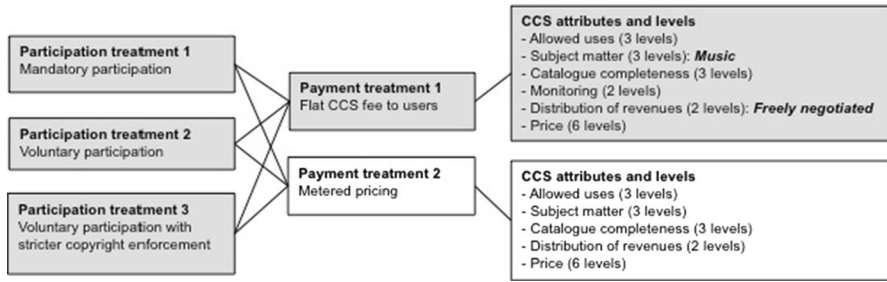 Participation treatment 1
Mandatory participation
Participation treatment 2
Voluntary participation
Participation treatment 3
Voluntary participation with
stricter copyright enforcement
Payment treatment 1
Flat CCS fee to users
Payment treatment 2
Metered pricing
CCS attributes and levels
- Allowed uses (3 levels)
- Subject matter (3 levels): Music
- Catalogue completeness (3 levels)
- Monitoring (2 levels)
- Distribution of revenues (2 levels): Freely negotiated
- Price (6 levels)
CCS attributes and levels
- Allowed uses (3 levels)
- Subject matter (3 levels)
- Catalogue completeness (3 levels)
- Distribution of revenues (2 levels)
- Price (6 levels)